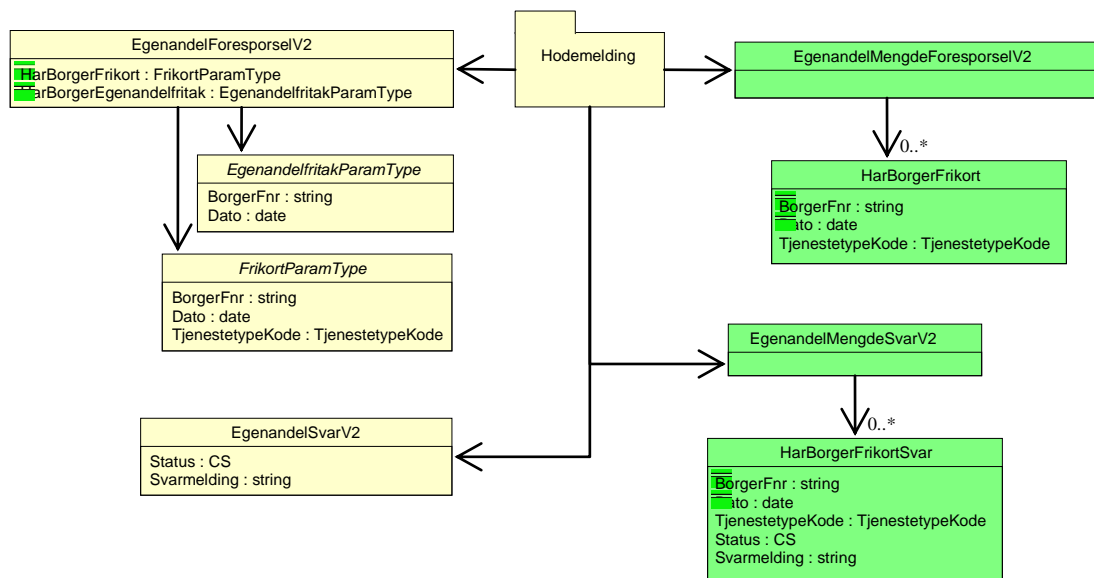 EgenandelForesporselV2
HarBorgerFrikort : FrikortParamType
HarBorgerEgenandelfritak : EgenandelfritakParamType
Hodemelding
EgenandelMengdeForesporselV2
0..*
EgenandelfritakParamType
BorgerFnr : string
Dato : date
HarBorgerFrikort
BorgerFnr : string
Dato : date
TjenestetypeKode : TjenestetypeKode
FrikortParamType
BorgerFnr : string
Dato : date
TjenestetypeKode : TjenestetypeKode
EgenandelMengdeSvarV2
0..*
EgenandelSvarV2
Status : CS
Svarmelding : string
HarBorgerFrikortSvar
BorgerFnr : string
Dato : date
TjenestetypeKode : TjenestetypeKode
Status : CS
Svarmelding : string